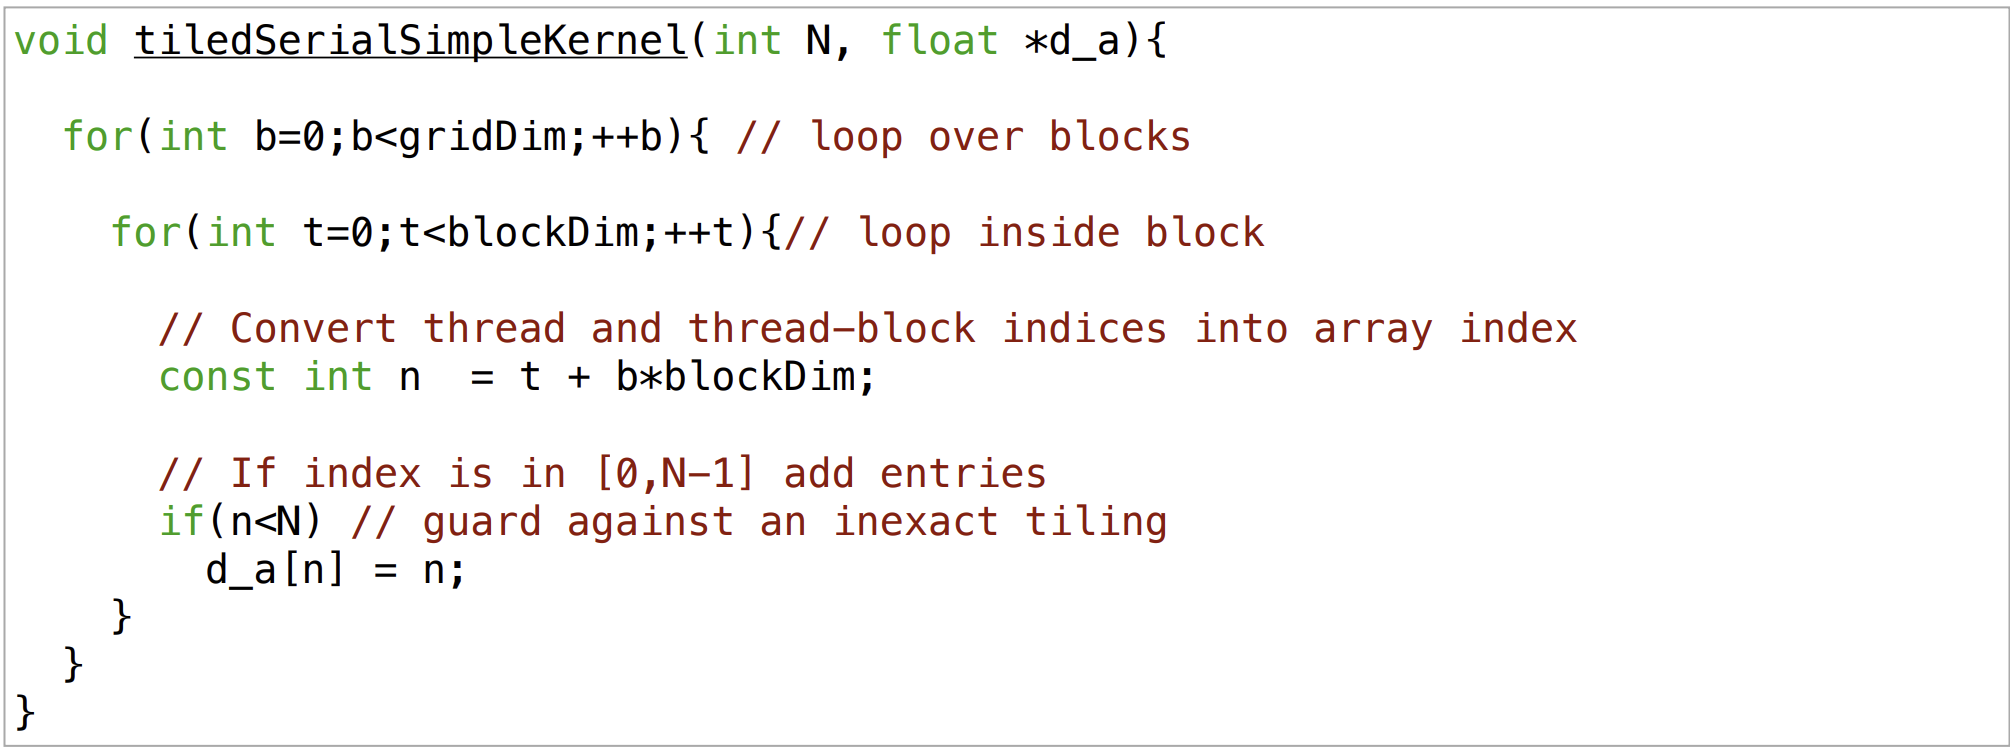 void tiledSerialSimpleKernel(int N, float *d_a){
for(int b=0;b<gridDim;++b){ // loop over blocks
for(int t=0;t<blockDim;++t){// loop inside block
// Convert thread and thread-block indices into array index
const int n  = t + b*blockDim;
// If index is in [0,N-1] add entries
if(n<N) // guard against an inexact tiling
d_a[n] = n;
}
}
}